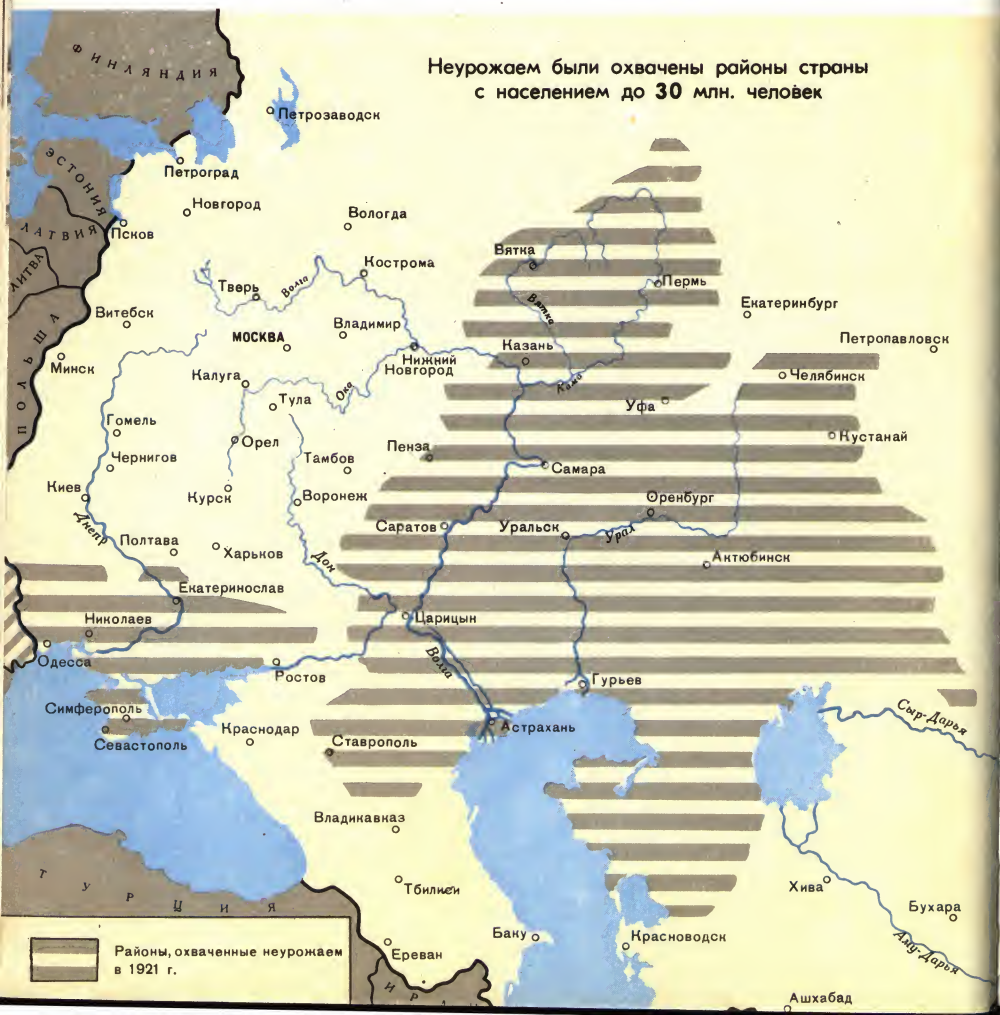 Неурожаем были охвачены районы страны
с населением до 30 млн. человек
ФИНЛЯНДИЯ
Петрозаводск
ЭСТОНИЯ
Петроград
Новгород
ЛАТВИЯ
Псков
Вологда
ЛИТВА
Вятка
Кострома
Тверь
Волга
Пермь
Вятка
Екатеринбург
ПОЛЬША
Витебск
МОСКВА
Владимир
Петропавловск
Минск
Нижний
Новгород
Казань
Калуга
Ока
Кама
Челябинск
Тула
Уфа
Гомель
Орел
Кустанай
Чернигов
Тамбов
Пенза
Самара
Киев
Курск
Воронеж
Оренбург
Днепр
Саратов
Уральск
Урал
Полтава
Харьков
Дон
Актюбинск
Екатеринослав
Николаев
Царицын
Одесса
Волга
Ростов
Гурьев
Симферополь
Сыр-Дарья
Севастополь
Краснодар
Астрахань
Ставрополь
Владикавказ
ТУРЦИЯ
Тбилиси
Хива
Бухара
Баку
Красноводск
Аму-Дарья
Ереван
Районы, охваченные неурожаем
в 1921 г.
ИРАН
Ашхабад